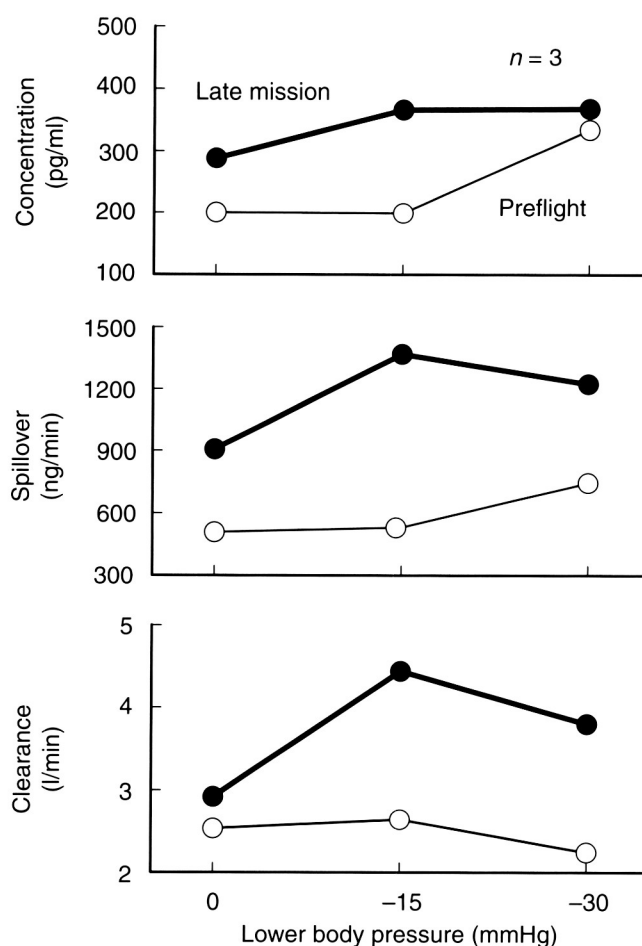 500
n = 3
400
Late mission
300
200
Preflight
100
Concentration
(pg/ml)
1500
1200
900
600
300
Spillover
(ng/min)
5
4
3
2
Clearance
(l/min)
0 –15 –30
Lower body pressure (mmHg)